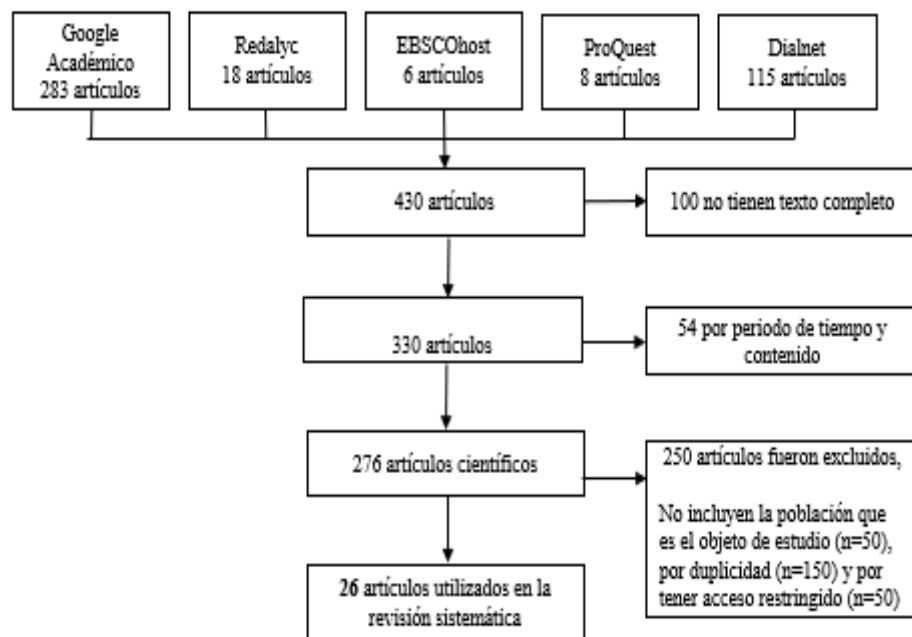 Google
Académico
283 artículos
Redalyc
18 artículos
EBSCOhost
6 artículos
ProQuest
8 artículos
Dialnet
115 artículos
430 artículos
100 no tienen texto completo
330 artículos
54 por periodo de tiempo y
contenido
276 artículos científicos
250 artículos fueron excluidos,
No incluyen la población que
es el objeto de estudio (n=50),
por duplicidad (n=150) y por
tener acceso restringido (n=50)
26 artículos utilizados en la
revisión sistemática